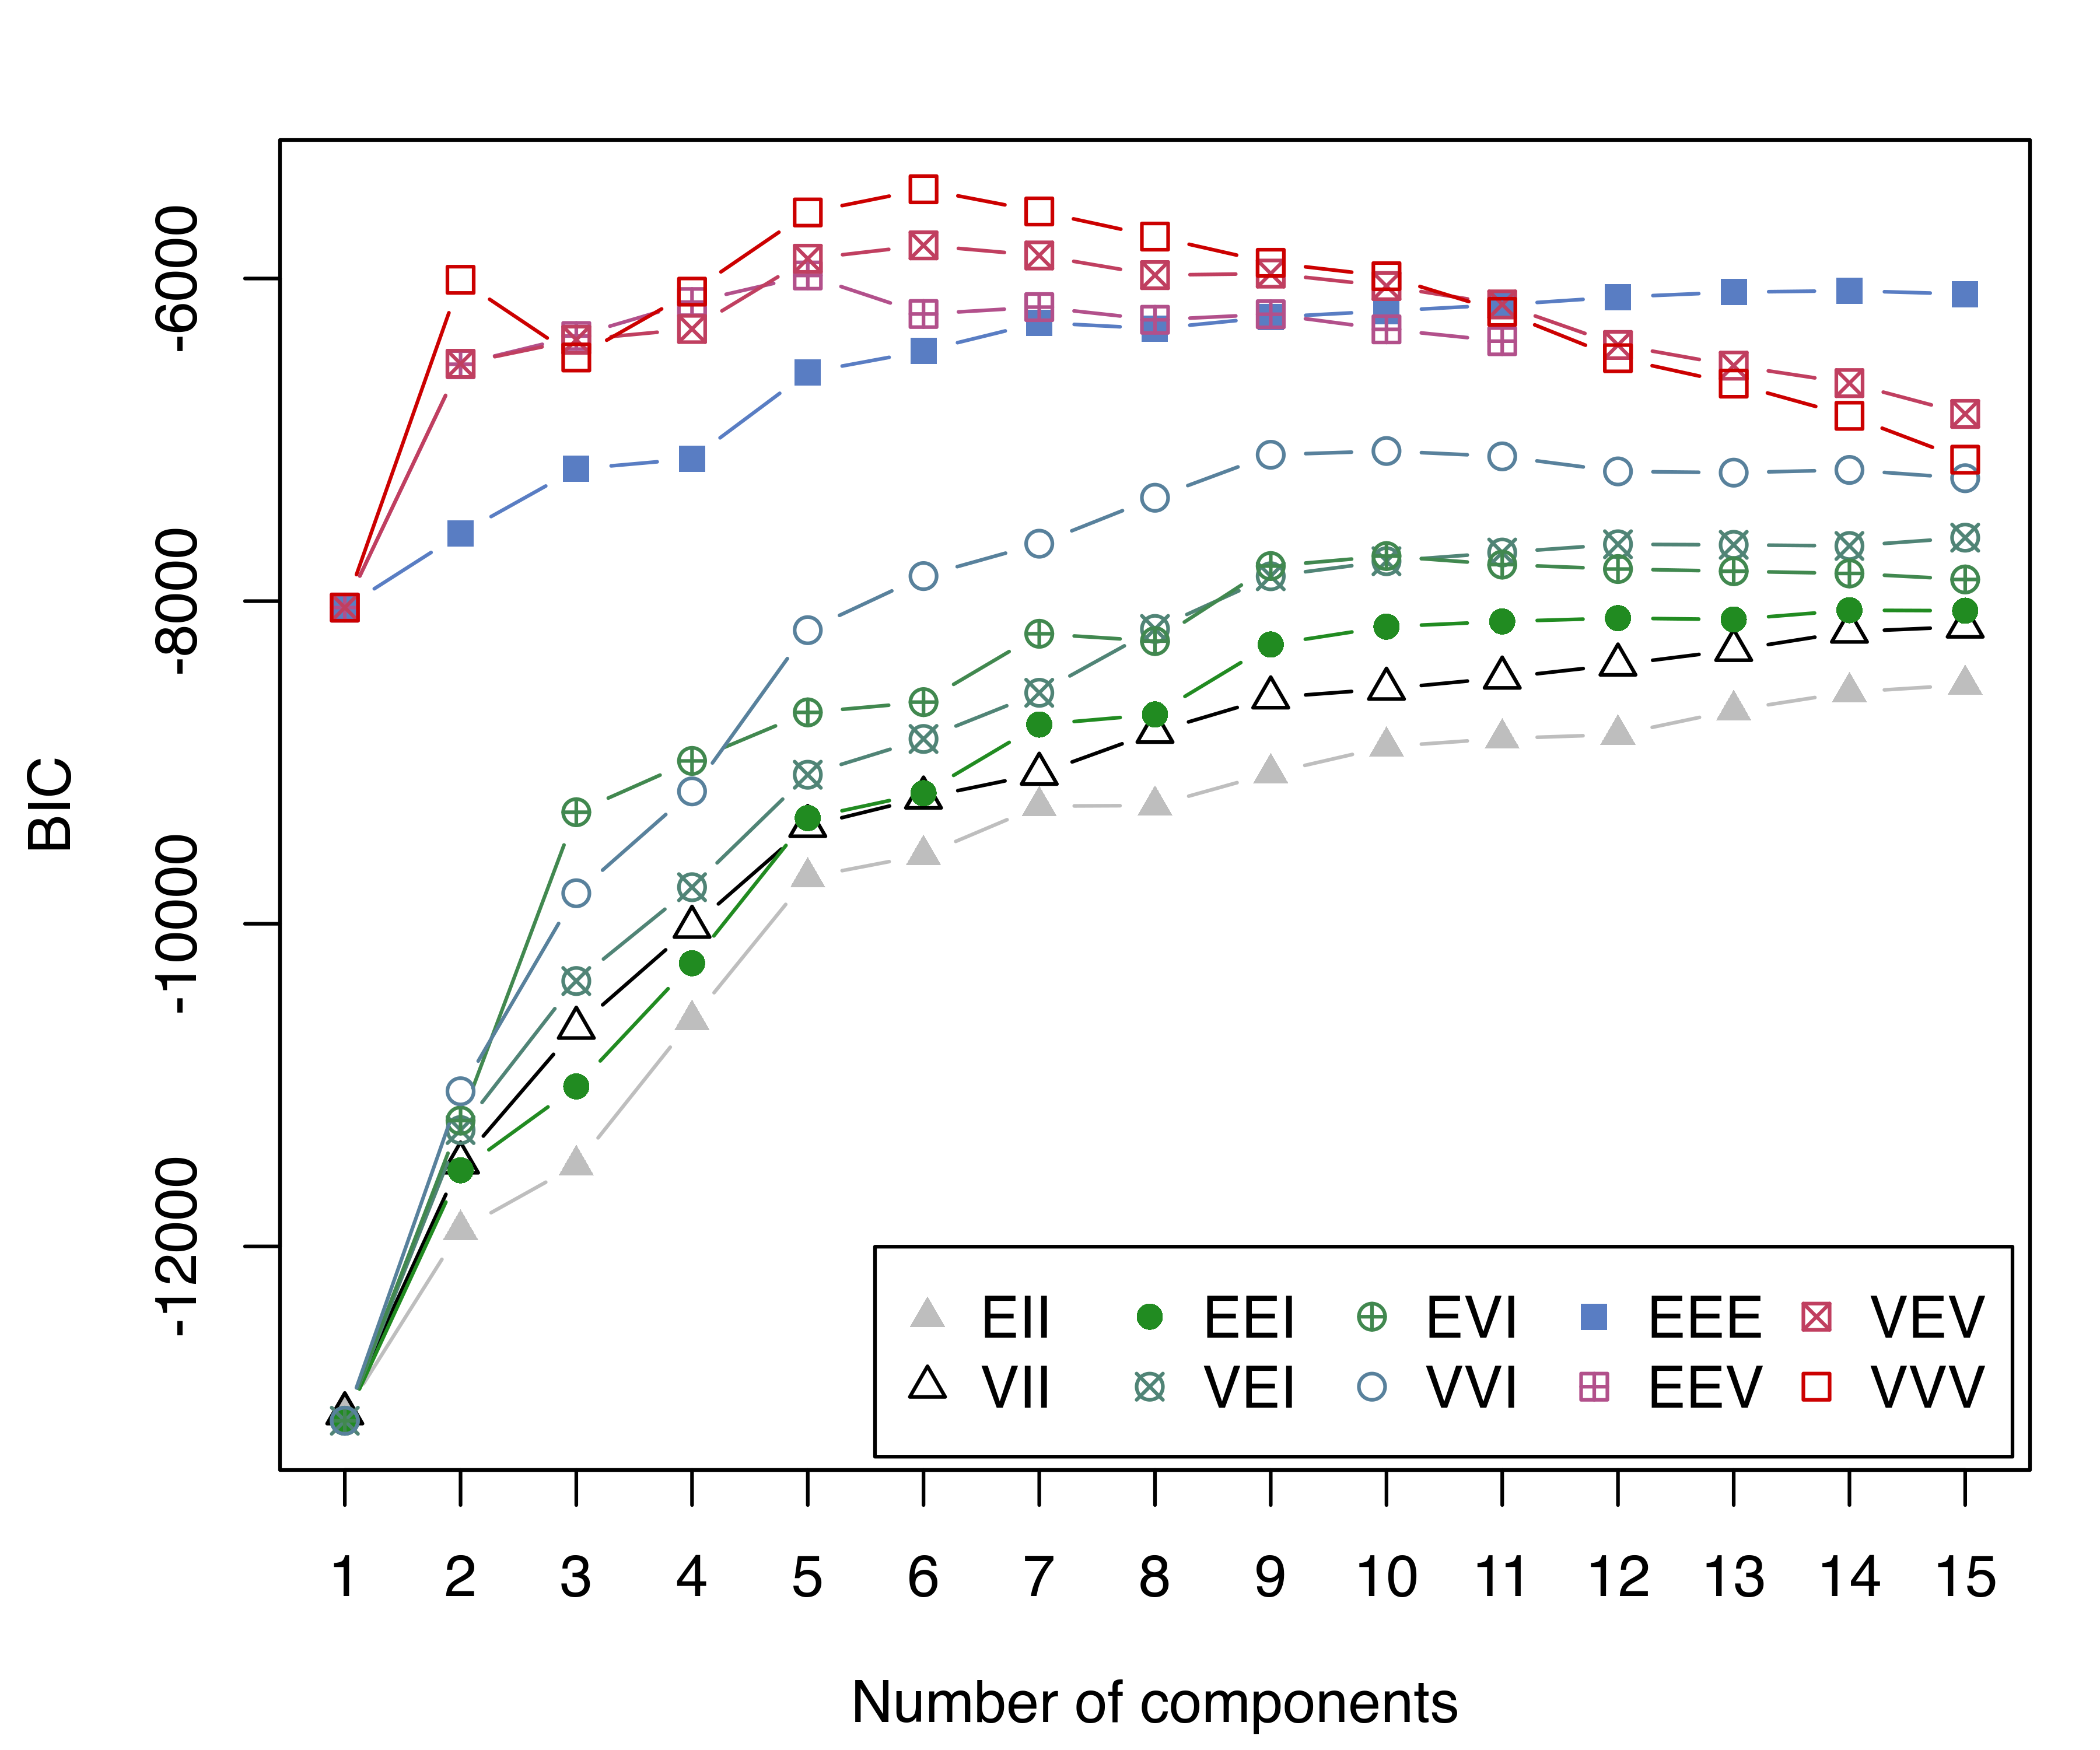 BIC
-6000
-8000
-10000
-12000
EII EEI EVI EEE VEV
VII VEI VVI EEV VVV
1 2 3 4 5 6 7 8 9 10 11 12 13 14 15
Number of components